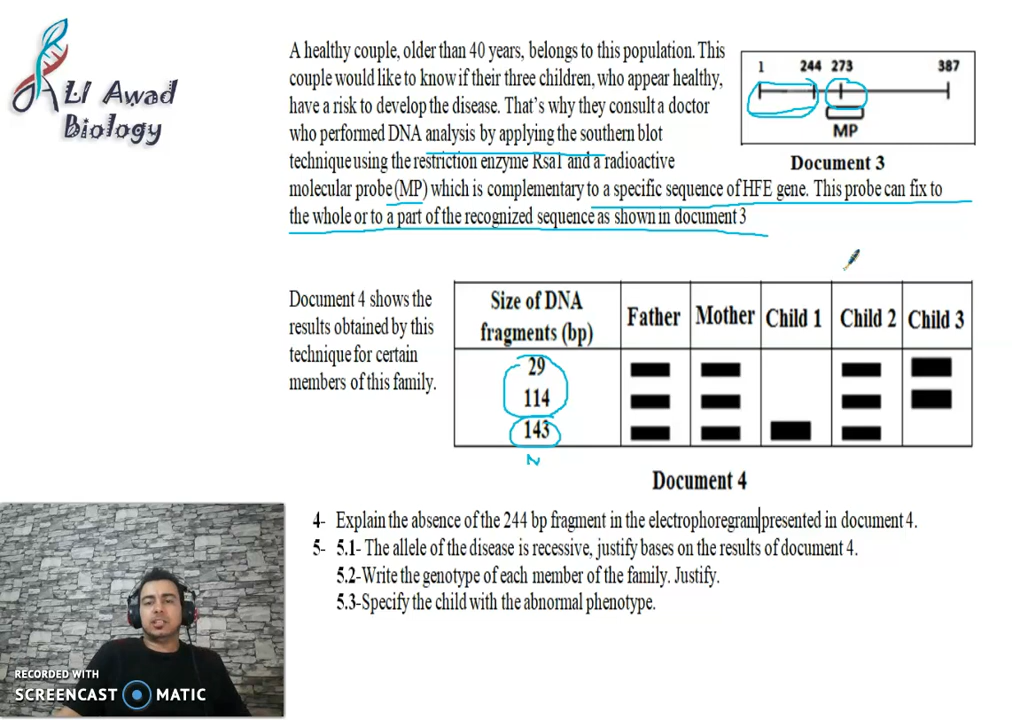 ALI Awad
Biology
A healthy couple, older than 40 years, belongs to this population. This
couple would like to know if their three children, who appear healthy,
have a risk to develop the disease. That's why they consult a doctor
who performed DNA analysis by applying the southern blot
technique using the restriction enzyme Rsa1 and a radioactive
molecular probe (MP) which is complementary to a specific sequence of HFE gene. This probe can fix to
the whole or to a part of the recognized sequence as shown in document 3
1 244 273 387
MP
Document 3
Document 4 shows the
results obtained by this
technique for certain
members of this family.
Size of DNA
fragments (bp)
Father Mother Child 1 Child 2 Child 3
29
114
143
N
Document 4
4- Explain the absence of the 244 bp fragment in the electrophoregram presented in document 4.
5- 5.1- The allele of the disease is recessive, justify bases on the results of document 4.
5.2-Write the genotype of each member of the family. Justify.
5.3-Specify the child with the abnormal phenotype.
RECORDED WITH
SCREENCAST MATIC